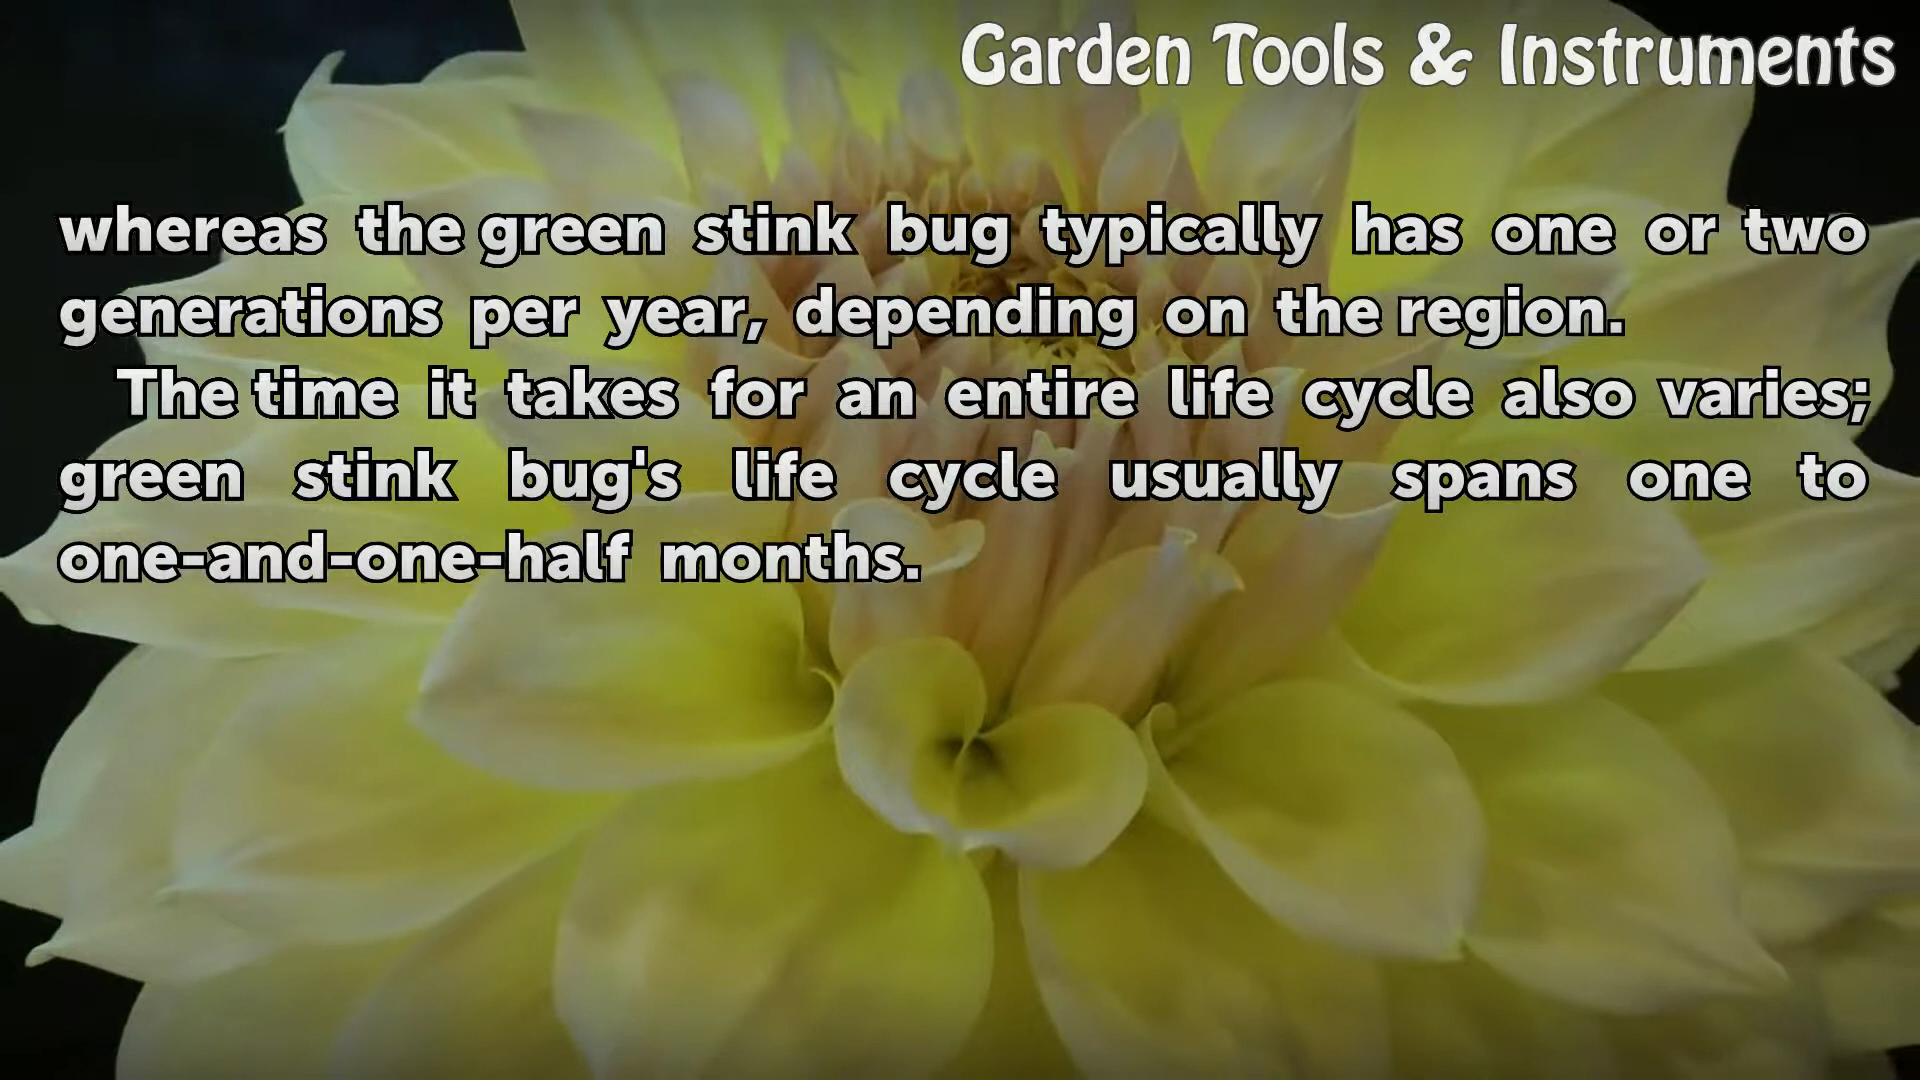 Garden Tools & Instruments
whereas the green stink bug typically has one or two
generations per year, depending on the region.
The time it takes for an entire life cycle also varies;
green stink bug's life cycle usually spans one to
one-and-one-half months.